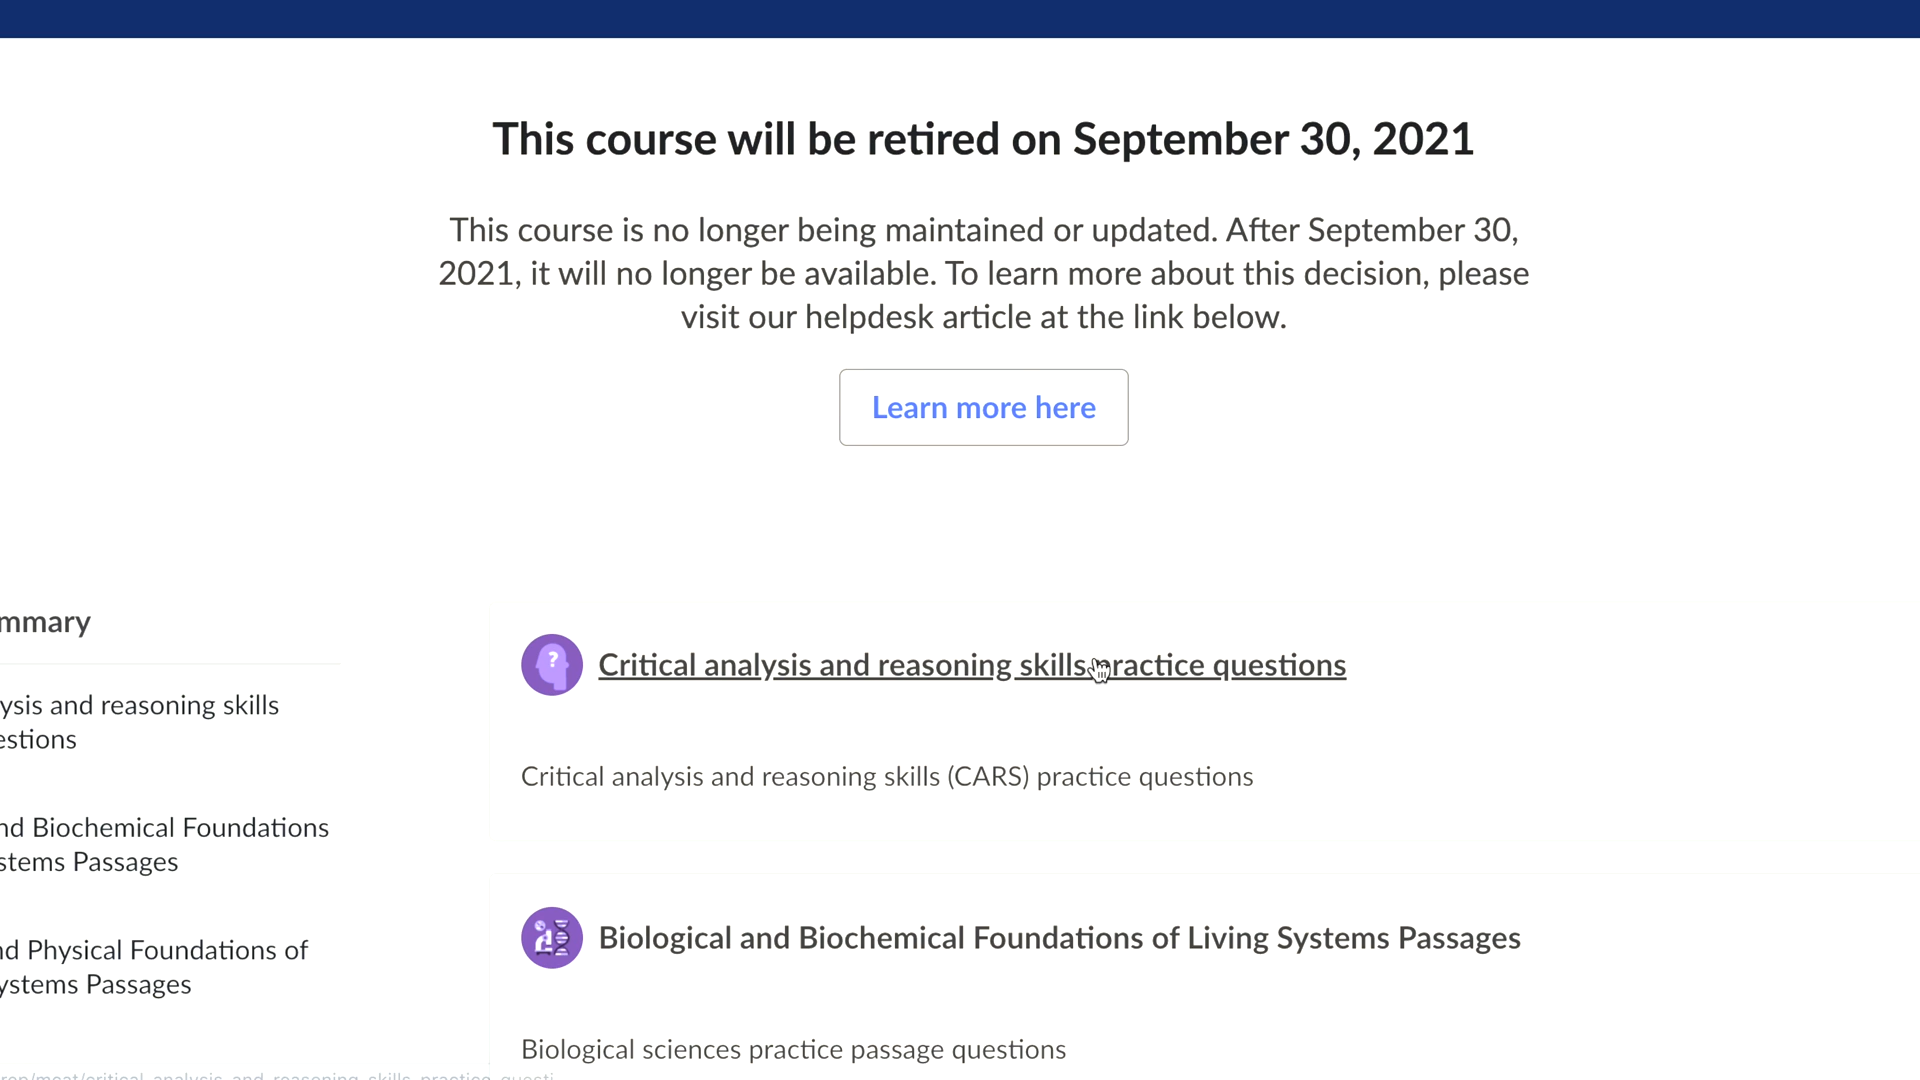 This course will be retired on September 30, 2021
This course is no longer being maintained or updated. After September 30,
2021, it will no longer be available. To learn more about this decision, please
visit our helpdesk article at the link below.
Learn more here
mmary
ysis and reasoning skills
estions
nd Biochemical Foundations
stems Passages
nd Physical Foundations of
ystems Passages
?
Critical analysis and reasoning skills practice questions
Critical analysis and reasoning skills (CARS) practice questions
Biological and Biochemical Foundations of Living Systems Passages
Biological sciences practice passage questions